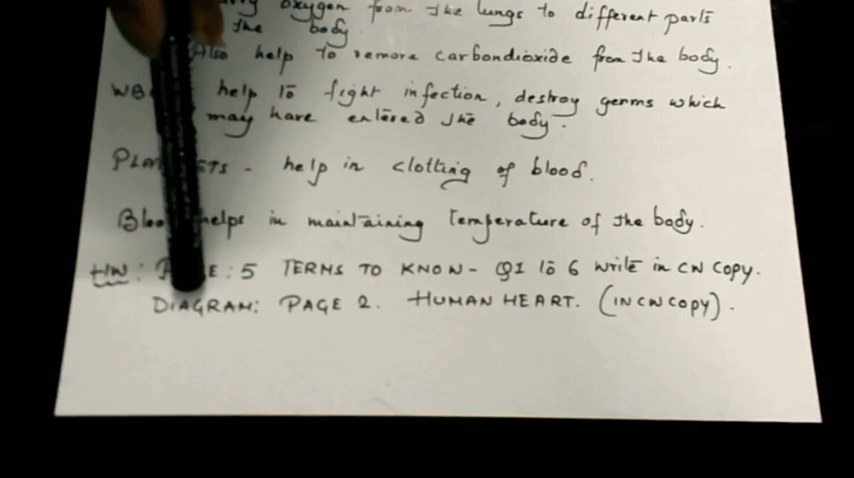 oxygen from the lungs to different parts
the body
Also help to remove carbondioxide from the body.
help to fight infection, destroy germs which
may have entered the body.
help in clotting of blood.
helps in maintaining temperature of the body.
HW: : 5 TERMS TO KNOW - Q1 to 6 write in CW COPY.
DIAGRAM: PAGE 2. HUMAN HEART. (IN CW COPY).